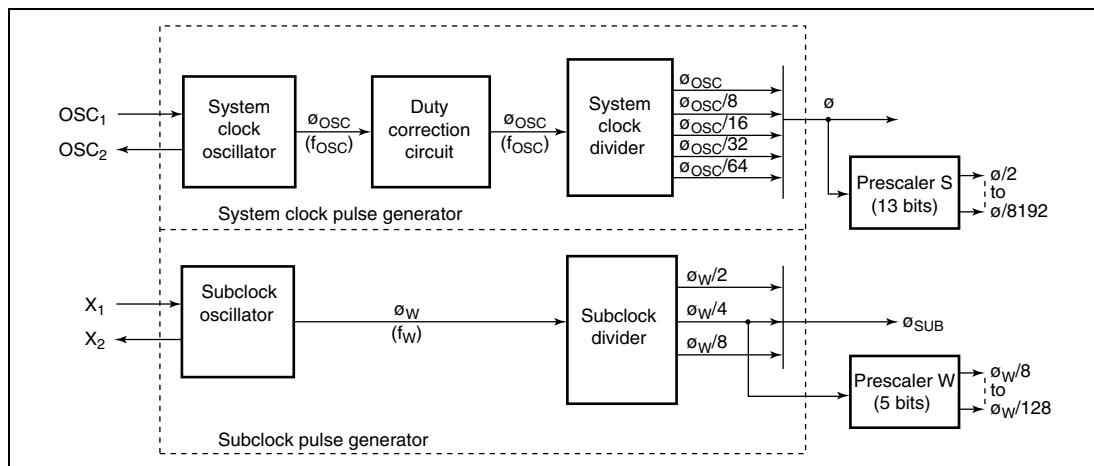 OSC1
OSC2
System
clock
oscillator
øOSC
(fOSC)
Duty
correction
circuit
øOSC
(fOSC)
System
clock
divider
øOSC
øOSC/8
øOSC/16
øOSC/32
øOSC/64
ø
Prescaler S
(13 bits)
ø/2
to
ø/8192
System clock pulse generator
X1
X2
Subclock
oscillator
øW
(fW)
Subclock
divider
øW/2
øW/4
øW/8
øSUB
Prescaler W
(5 bits)
øW/8
to
øW/128
Subclock pulse generator